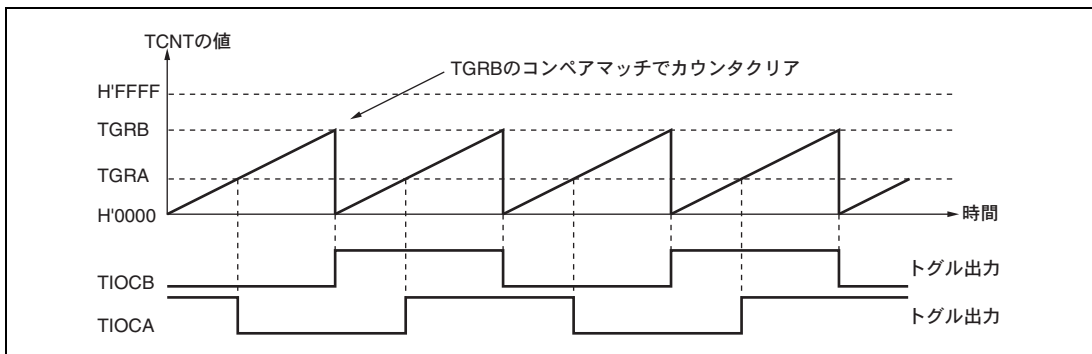 TCNTの値
TGRBのコンペアマッチでカウンタクリア
H'FFFF
TGRB
TGRA
H'0000
時間
TIOCB
トグル出力
TIOCA
トグル出力